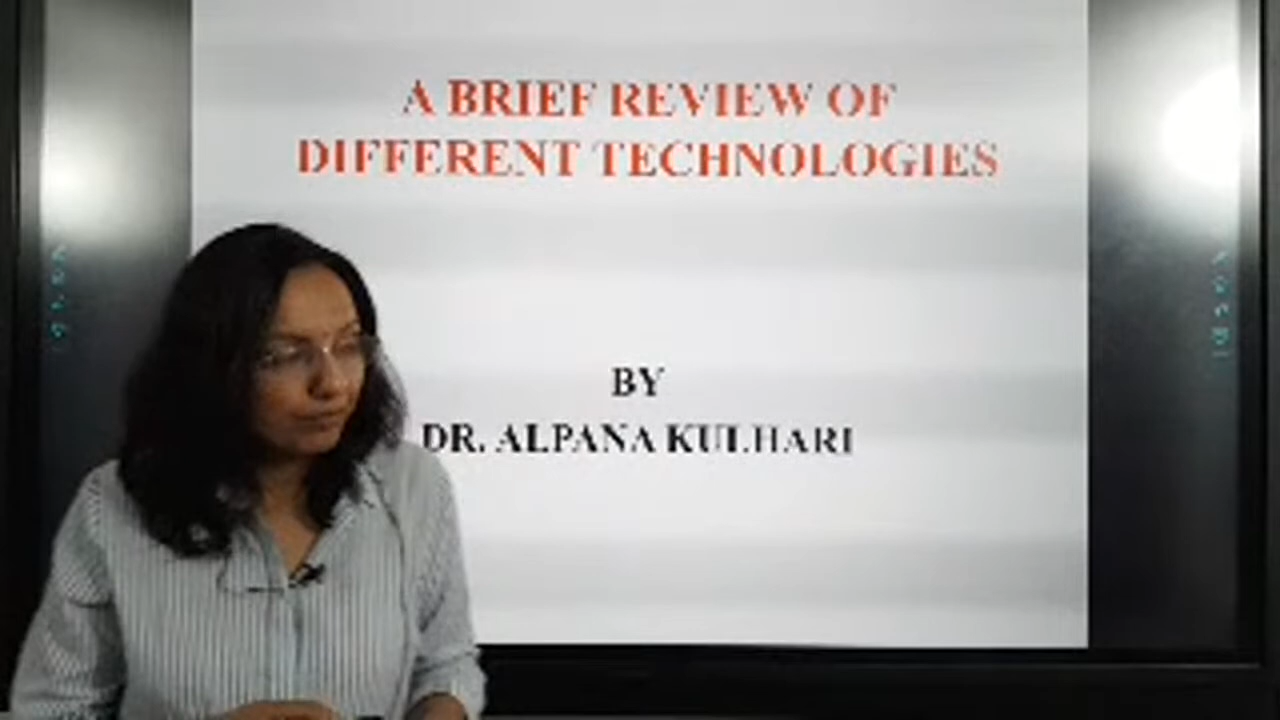 A BRIEF REVIEW OF
DIFFERENT TECHNOLOGIES
BY
DR. ALPANA KULHARI